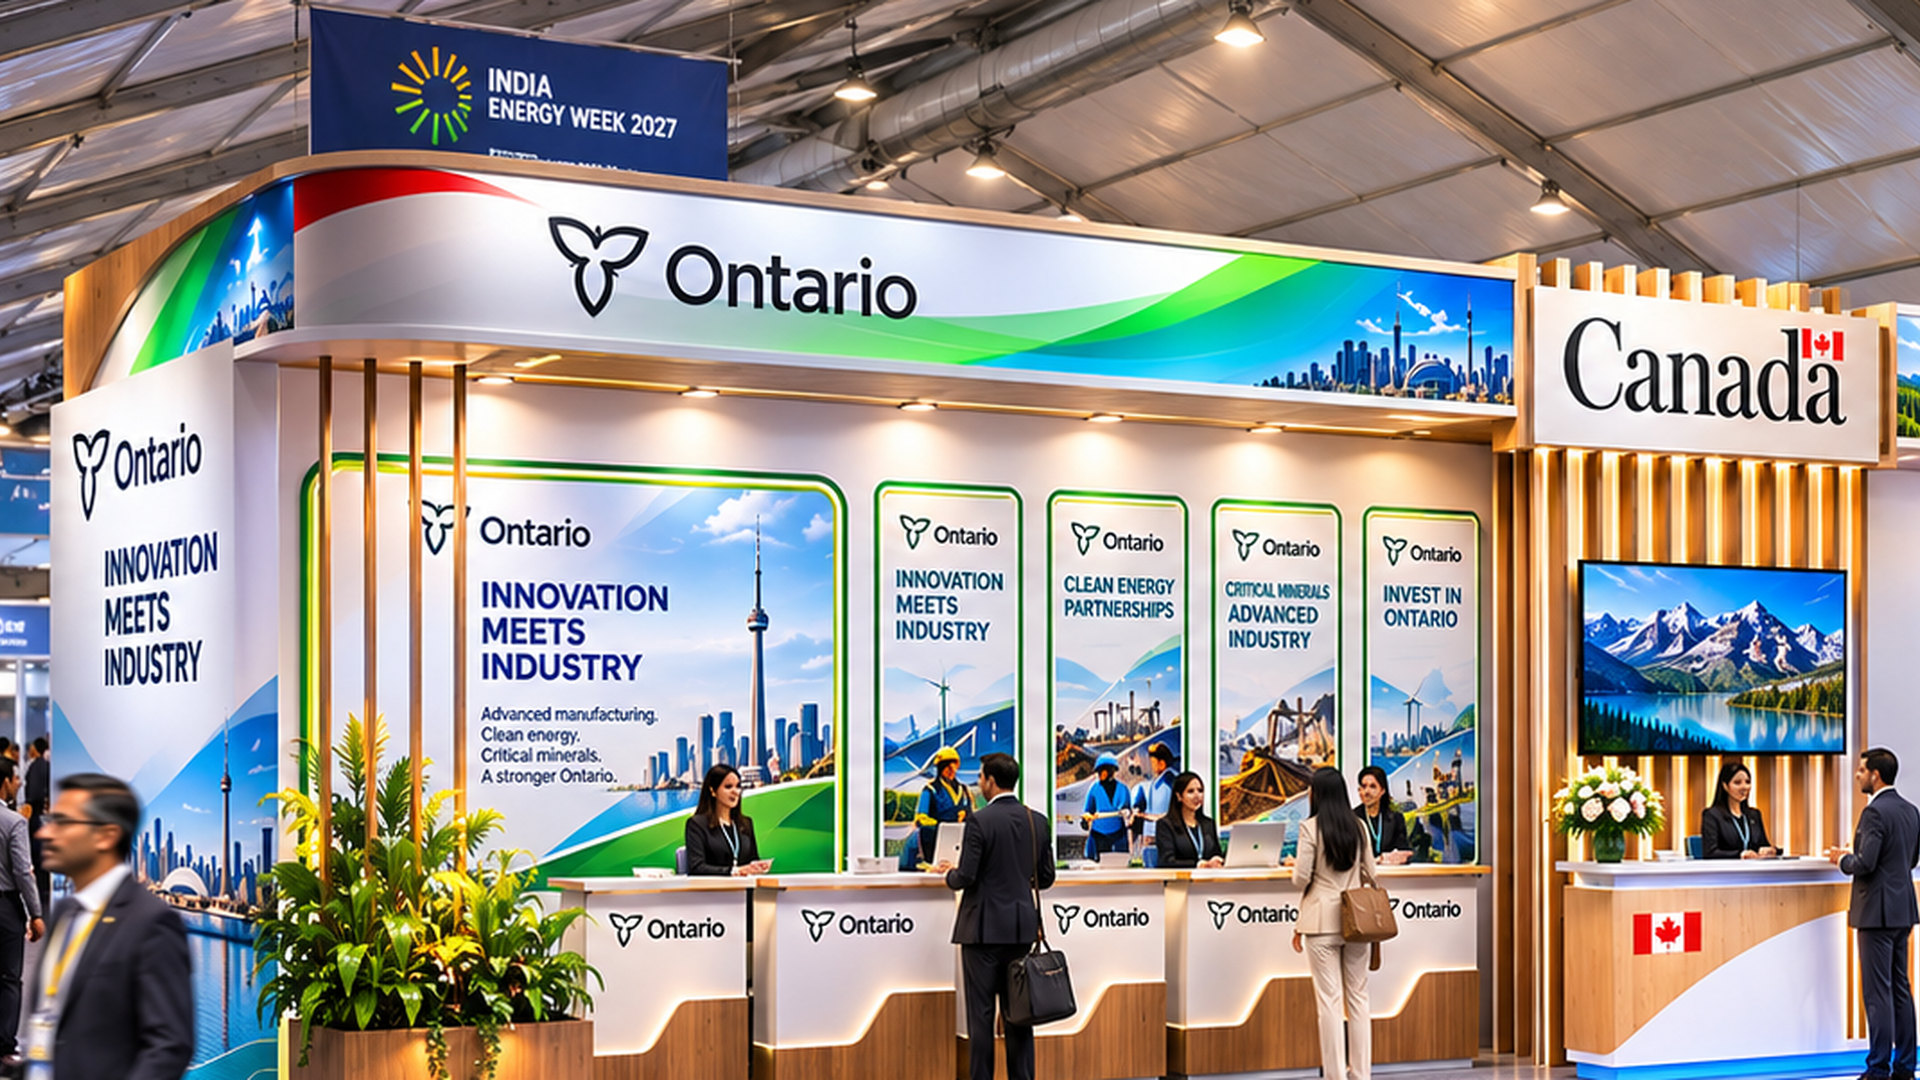 INDIA
ENERGY WEEK 2027
Ontario
Canada
Ontario
INNOVATION
MEETS
INDUSTRY
Ontario
INNOVATION
MEETS
INDUSTRY
Advanced manufacturing.
Clean energy.
Critical minerals.
A stronger Ontario.
Ontario
INNOVATION
MEETS
INDUSTRY
Ontario
CLEAN ENERGY
PARTNERSHIPS
Ontario
CRITICAL MINERALS
ADVANCED
INDUSTRY
Ontario
INVEST IN
ONTARIO
Ontario
Ontario
Ontario
Ontario
Ontario